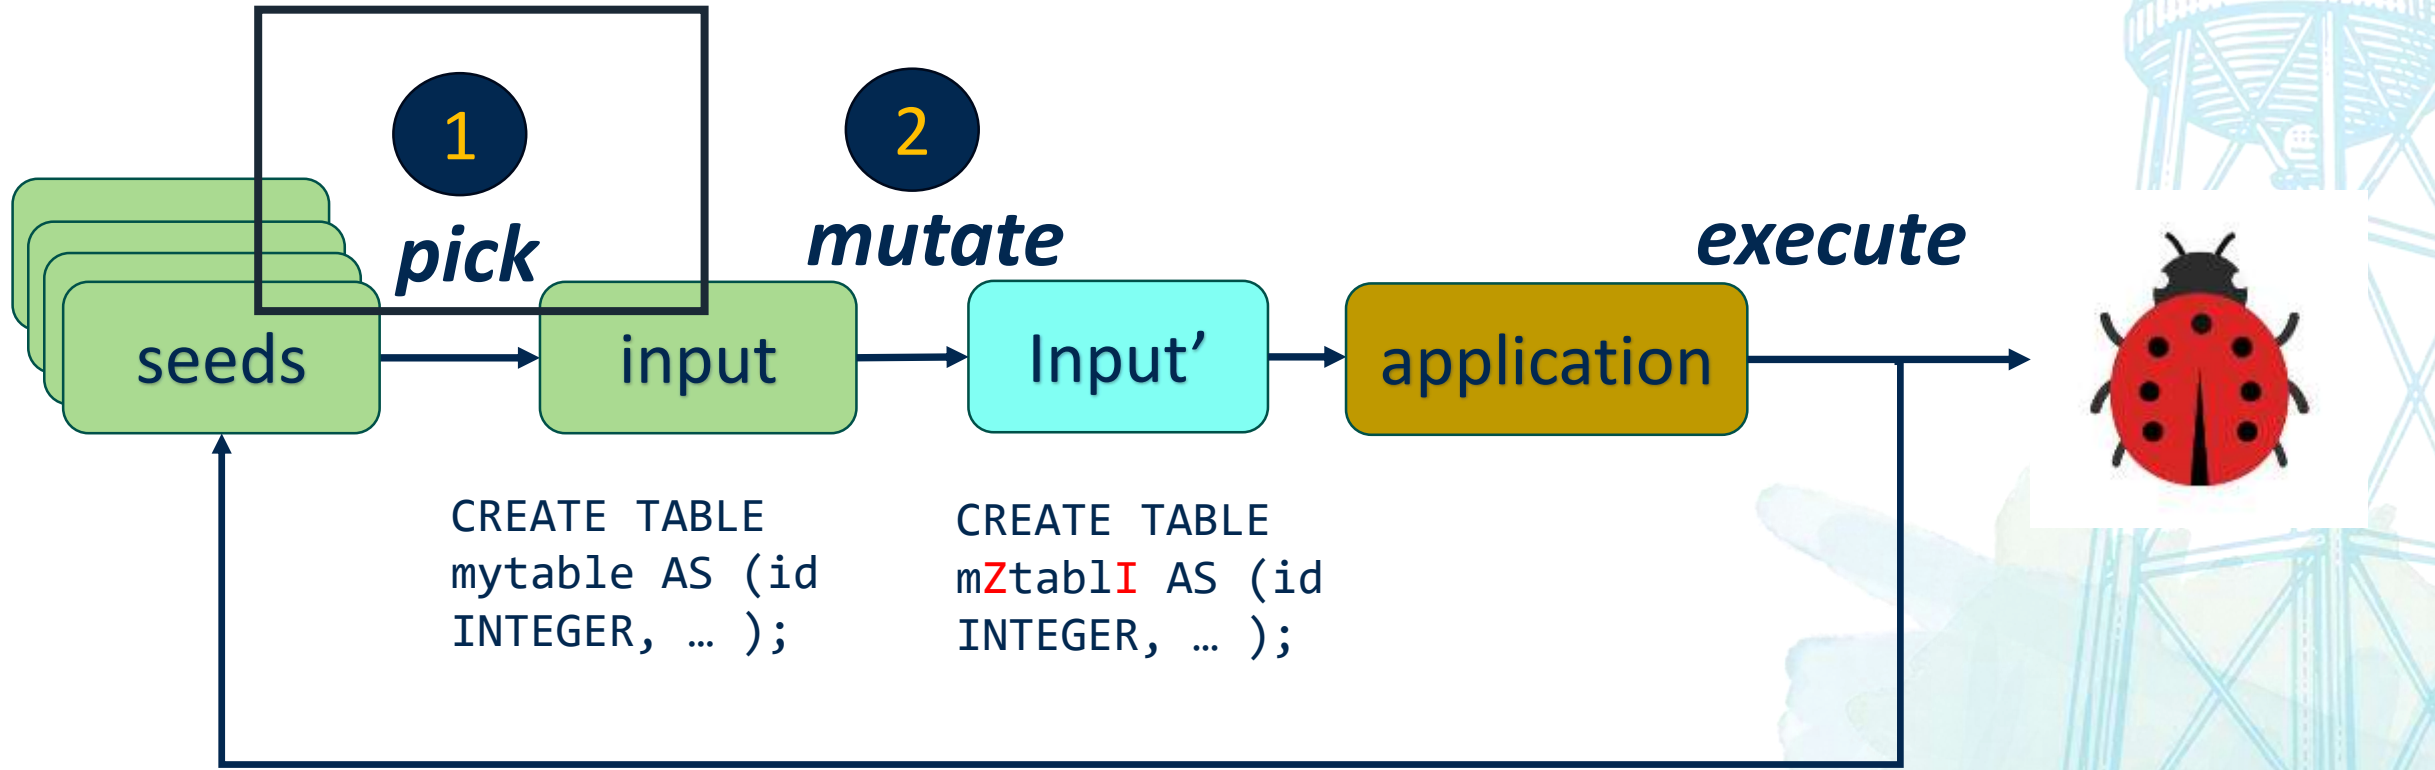 1
2
pick
mutate
execute
seeds
input
Input’
application
CREATE TABLE
mytable AS (id
INTEGER, … );
CREATE TABLE
mZtablI AS (id
INTEGER, … );